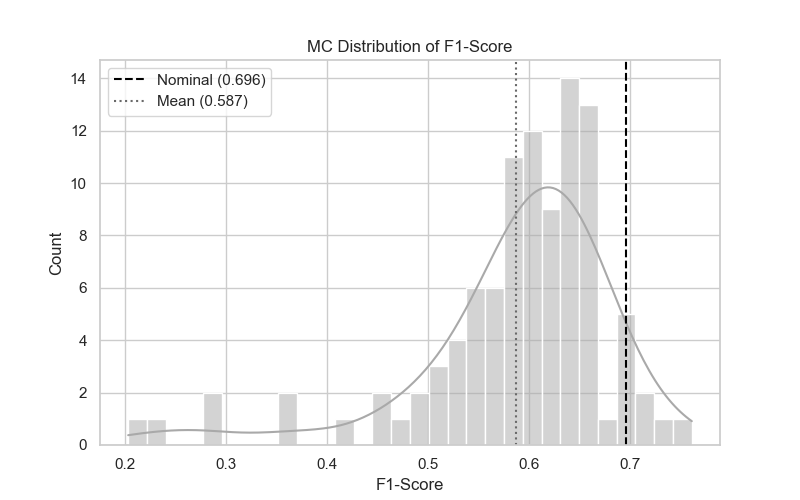 MC Distribution of F1-Score
Nominal (0.696)
Mean (0.587)
Count
14
12
10
8
6
4
2
0
0.2 0.3 0.4 0.5 0.6 0.7
F1-Score